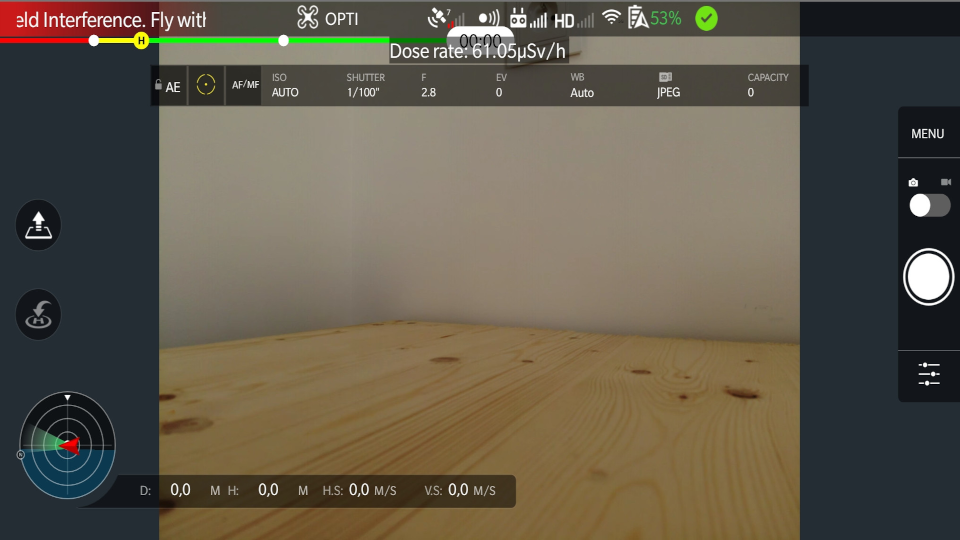 eld Interference. Fly with
OPTI
7
HD
53%
H
00:00
Dose rate: 61.05µSv/h
AE
AF/MF
ISO
AUTO
SHUTTER
1/100"
F
2.8
EV
0
WB
Auto
JPEG
CAPACITY
0
MENU
H
N
D: 0,0 M H: 0,0 M H.S: 0,0 M/S V.S: 0,0 M/S